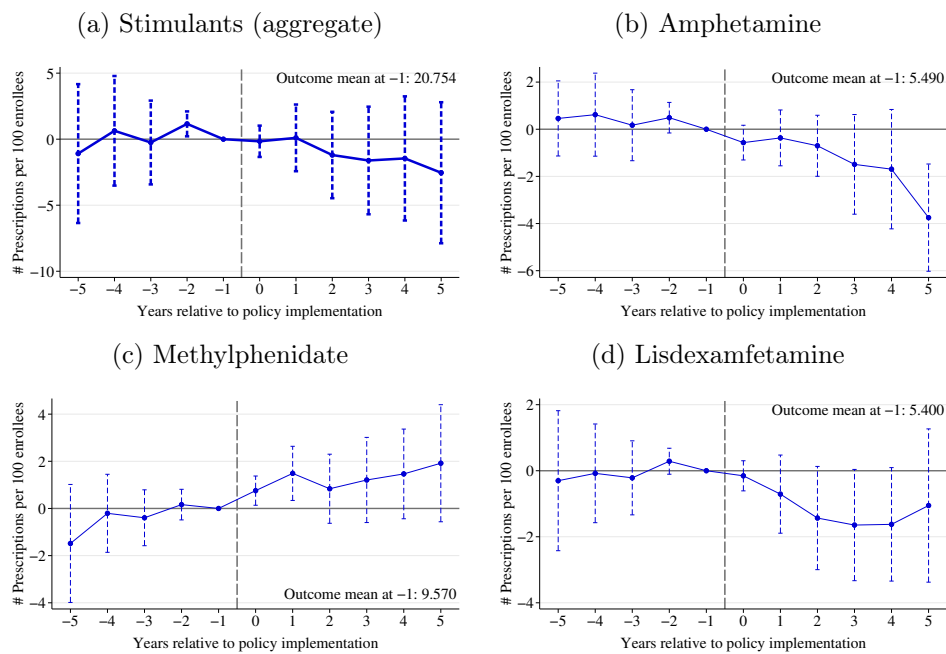 (a) Stimulants (aggregate)
# Prescriptions per 100 enrollees
Outcome mean at −1: 20.754
5
0
−5
−10
−5 −4 −3 −2 −1 0 1 2 3 4 5
Years relative to policy implementation
(b) Amphetamine
# Prescriptions per 100 enrollees
Outcome mean at −1: 5.490
2
0
−2
−4
−6
−5 −4 −3 −2 −1 0 1 2 3 4 5
Years relative to policy implementation
(c) Methylphenidate
# Prescriptions per 100 enrollees
4
2
0
−2
−4
Outcome mean at −1: 9.570
−5 −4 −3 −2 −1 0 1 2 3 4 5
Years relative to policy implementation
(d) Lisdexamfetamine
# Prescriptions per 100 enrollees
Outcome mean at −1: 5.400
2
0
−2
−4
−5 −4 −3 −2 −1 0 1 2 3 4 5
Years relative to policy implementation